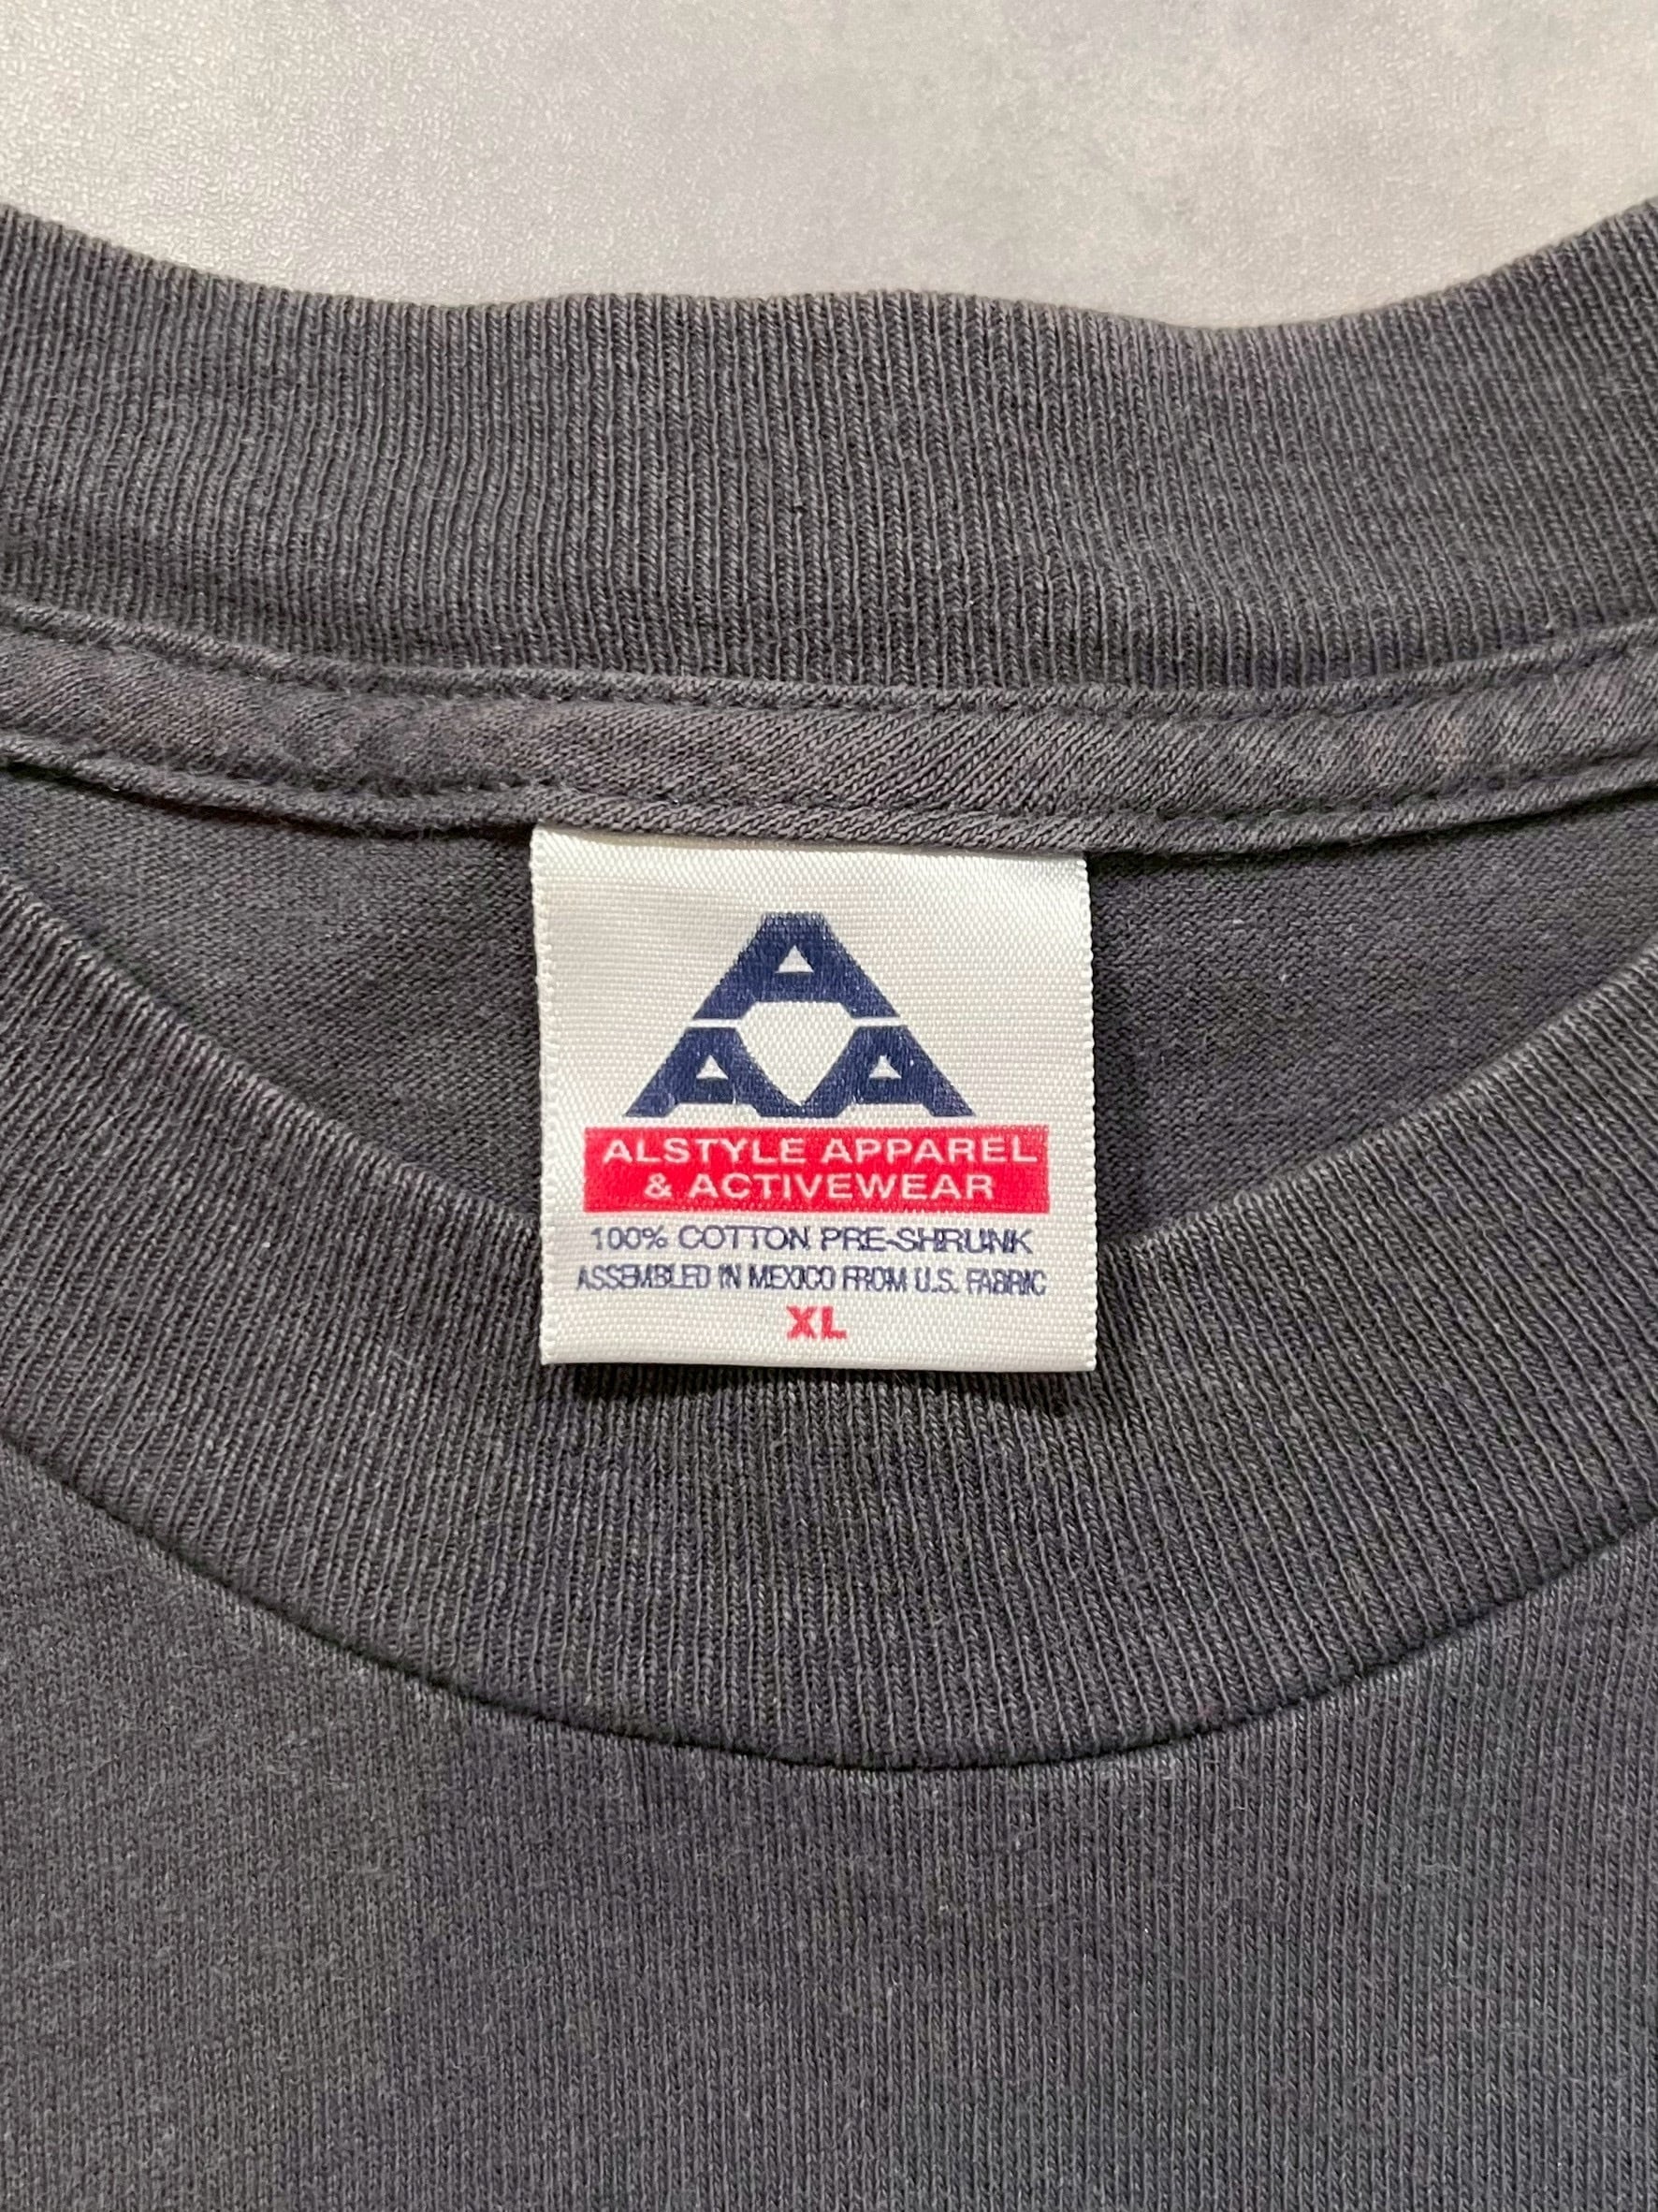 A
A A
ALSTYLE APPAREL
& ACTIVEWEAR
100% COTTON PRE-SHRUNK
ASSEMBLED IN MEXICO FROM U.S. FABRIC
XL